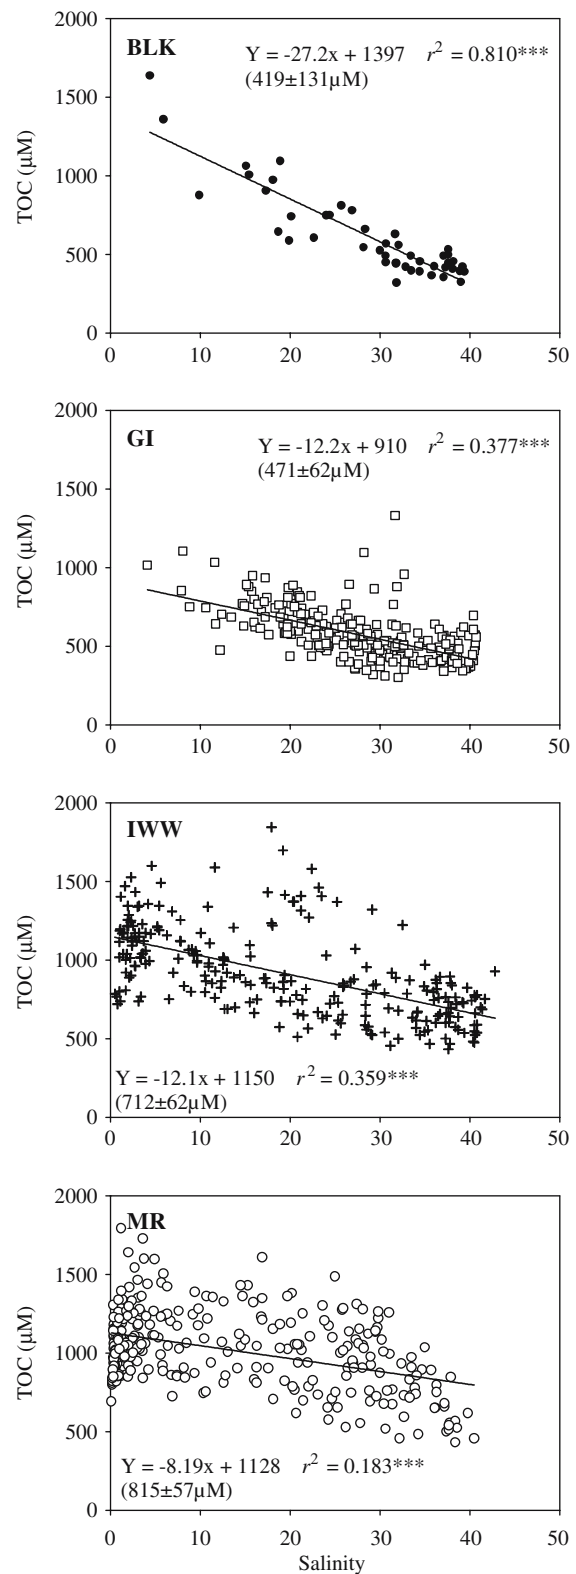 2000
BLK
Y = -27.2x + 1397 r² = 0.810***
(419±131µM)
1500
TOC (µM)
1000
500
0
0 10 20 30 40 50
2000
GI
Y = -12.2x + 910 r² = 0.377***
(471±62µM)
1500
TOC (µM)
1000
500
0
0 10 20 30 40 50
2000
IWW
1500
TOC (µM)
1000
500
Y = -12.1x + 1150 r² = 0.359***
(712±62µM)
0
0 10 20 30 40 50
2000
MR
1500
TOC (µM)
1000
500
Y = -8.19x + 1128 r² = 0.183***
(815±57µM)
0
0 10 20 30 40 50
Salinity